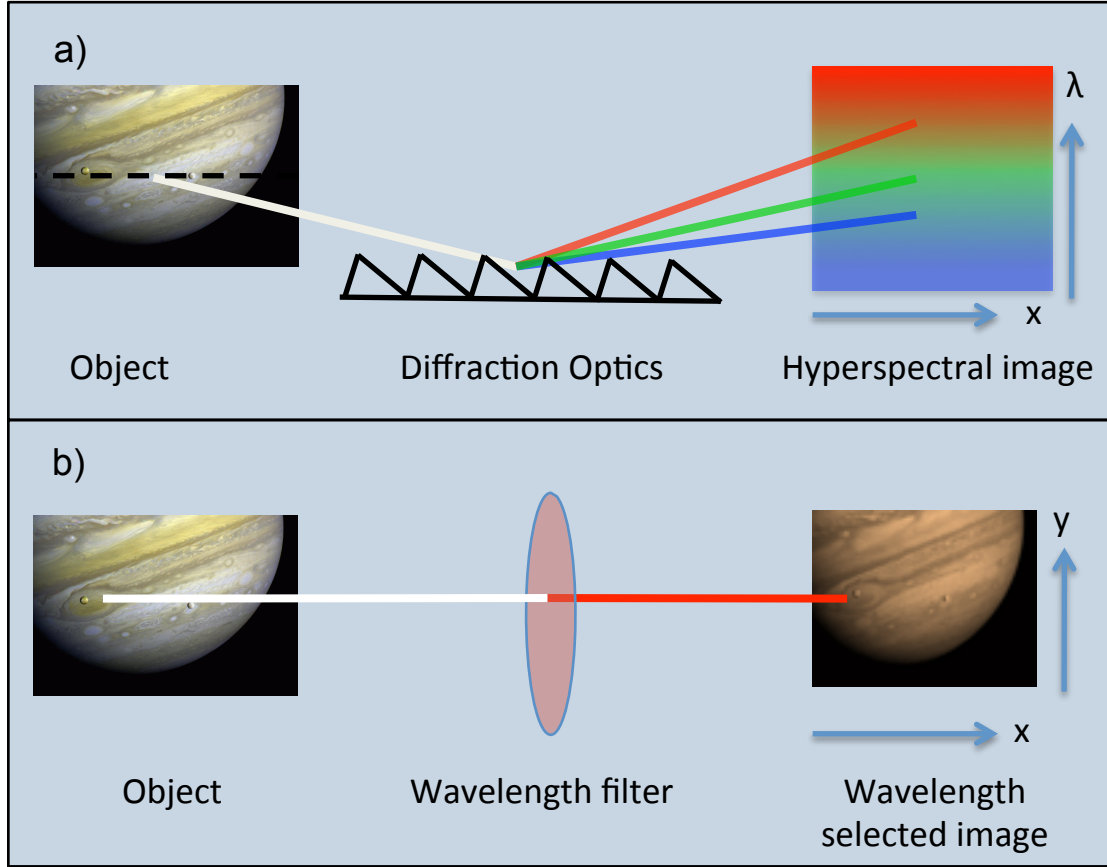 a)
λ
x
Object
Diffraction Optics
Hyperspectral image
b)
y
x
Object
Wavelength filter
Wavelength
selected image